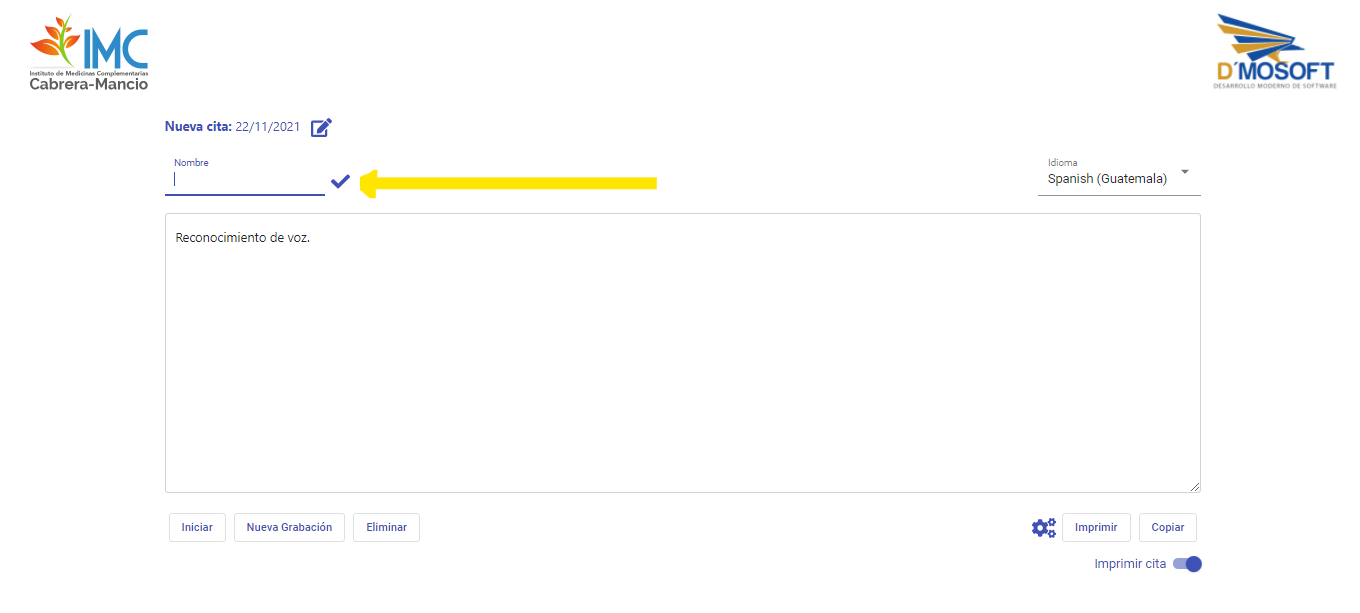 IMC
Instituto de Medicinas Complementarias
Cabrera-Mancio
D´MOSOFT
DESARROLLO MODERNO DE SOFTWARE
Nueva cita: 22/11/2021
Nombre
Idioma
Spanish (Guatemala)
Reconocimiento de voz.
Iniciar Nueva Grabación Eliminar Imprimir Copiar
Imprimir cita